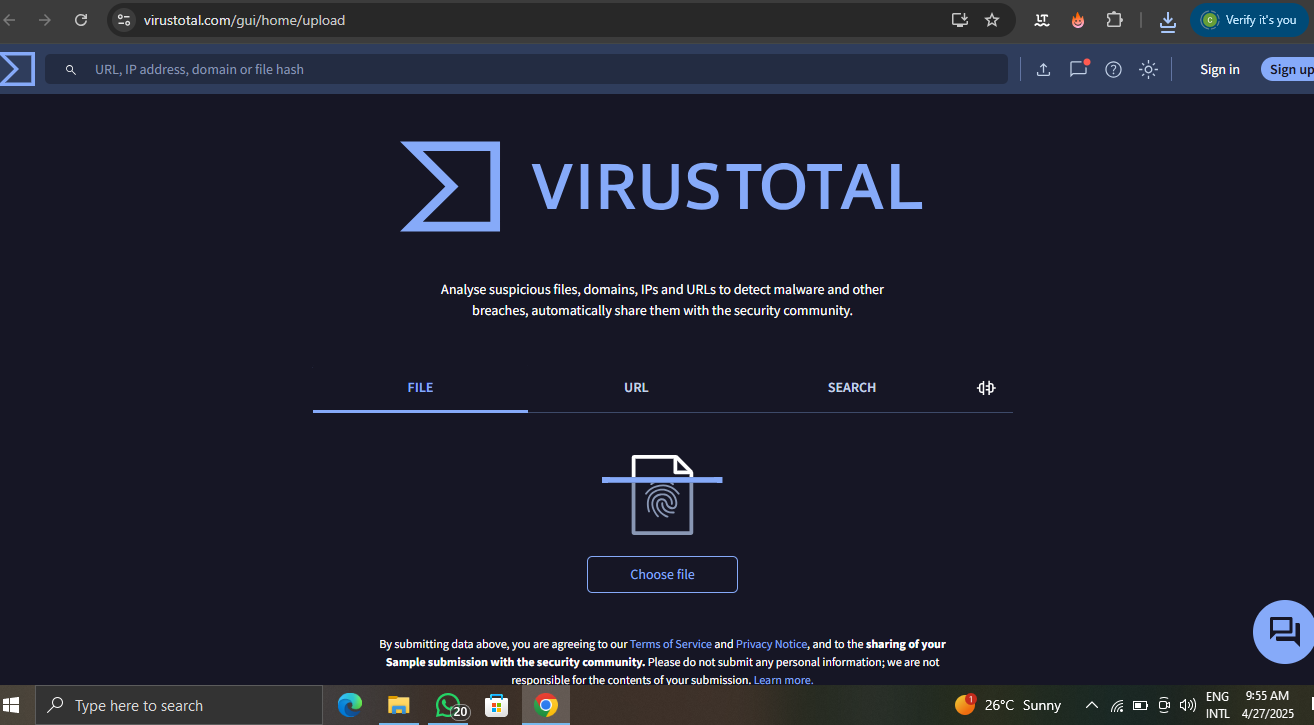 virustotal.com/gui/home/upload
Verify it's you
URL, IP address, domain or file hash
Sign in
Sign up
VIRUSTOTAL
Analyse suspicious files, domains, IPs and URLs to detect malware and other
breaches, automatically share them with the security community.
FILE
URL
SEARCH
Choose file
By submitting data above, you are agreeing to our Terms of Service and Privacy Notice, and to the sharing of your
Sample submission with the security community. Please do not submit any personal information; we are not
responsible for the contents of your submission. Learn more.
Type here to search
20
1
26°C Sunny
ENG
INTL
9:55 AM
4/27/2025